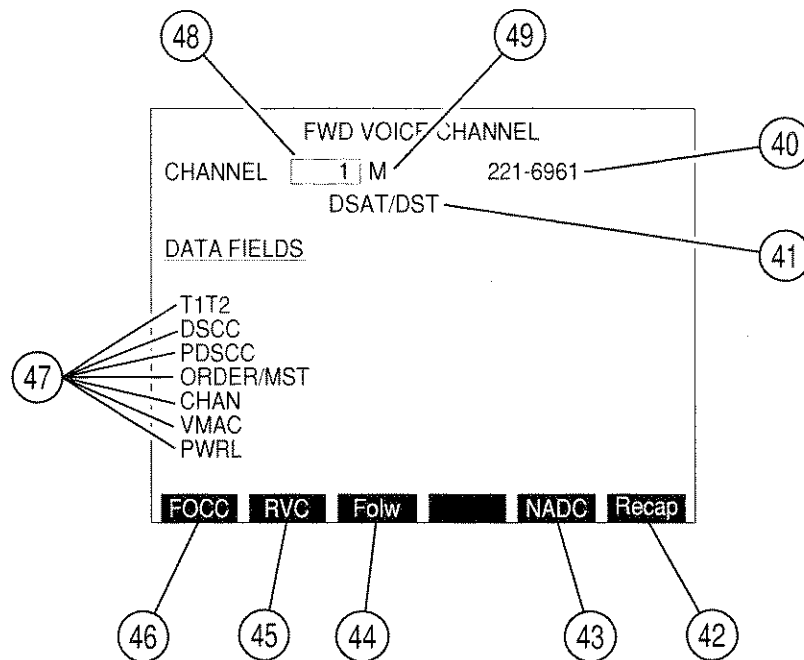 48 49
FWD VOICE CHANNEL
40
CHANNEL 1 M 221-6961
DSAT/DST
41
DATA FIELDS
T1T2
DSCC
PDSCC
47 ORDER/MST
CHAN
VMAC
PWRL
FOCC RVC Folw NADC Recap
46 45 44 43 42